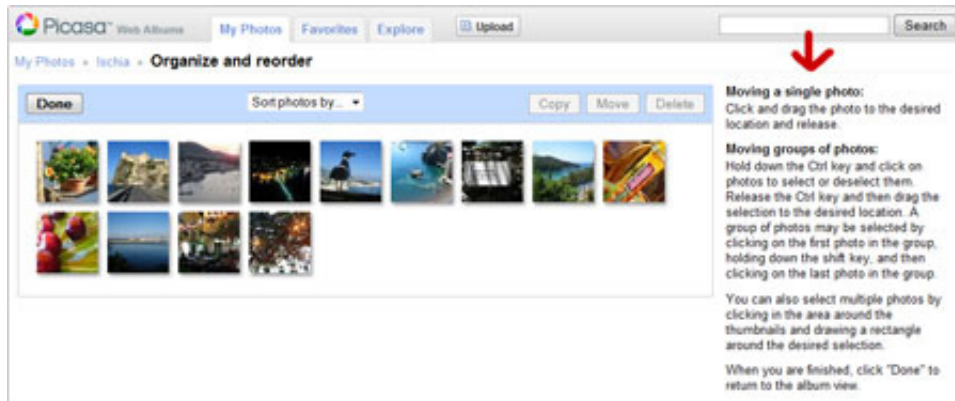 Picasa™ Web Albums My Photos Favorites Explore Upload Search
My Photos » Ischia » Organize and reorder
Done Sort photos by... Copy Move Delete
Moving a single photo:
Click and drag the photo to the desired
location and release.
Moving groups of photos:
Hold down the Ctrl key and click on
photos to select or deselect them.
Release the Ctrl key and then drag the
selection to the desired location. A
group of photos may be selected by
clicking on the first photo in the group,
holding down the shift key, and then
clicking on the last photo in the group.
You can also select multiple photos by
clicking in the area around the
thumbnails and drawing a rectangle
around the desired selection.
When you are finished, click "Done" to
return to the album view.